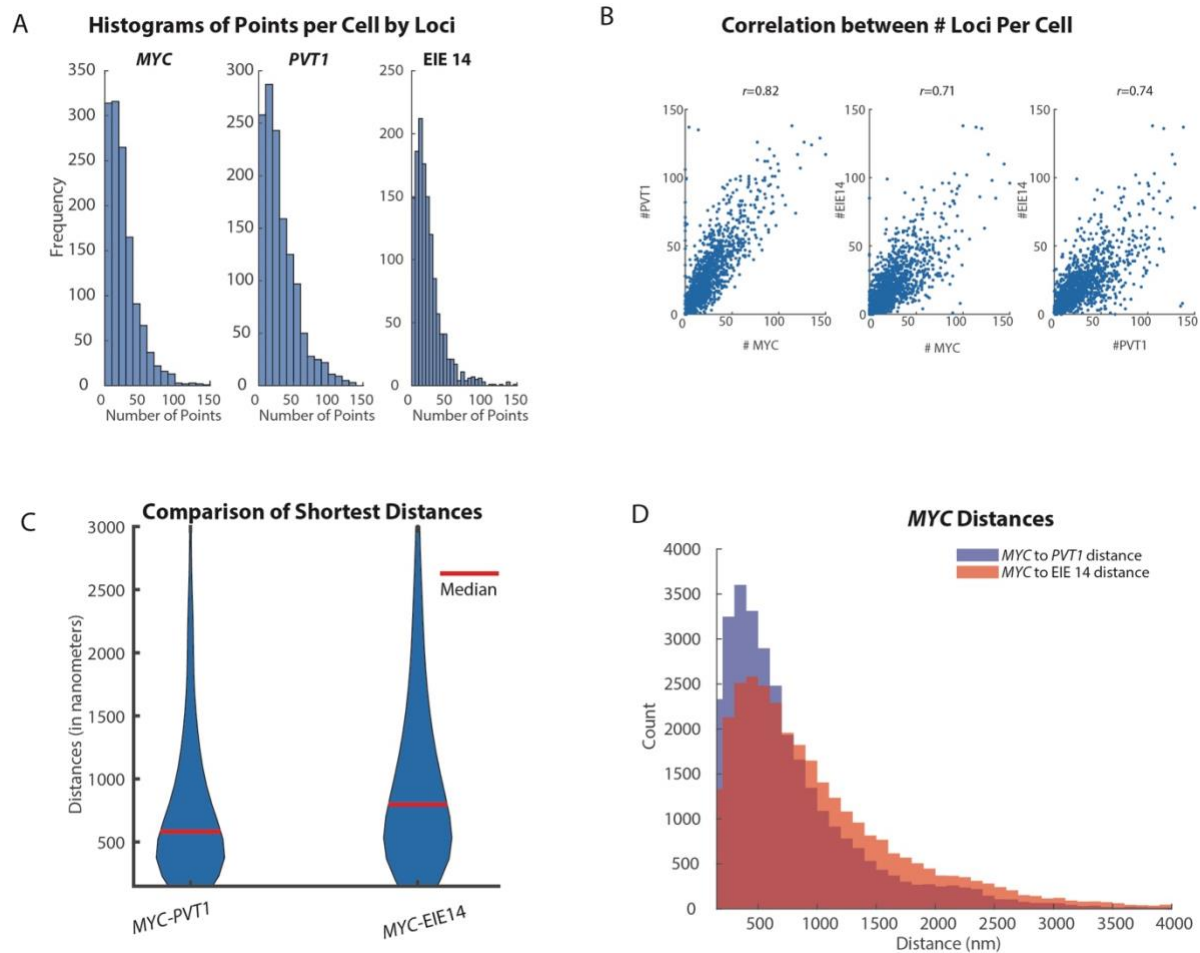 A
Histograms of Points per Cell by Loci
MYC
PVT1
EIE 14
350
300
250
200
150
100
50
0
300
250
200
150
100
50
0
250
200
150
100
50
0
Frequency
0 50 100 150
0 50 100 150
0 50 100 150
Number of Points
Number of Points
Number of Points
B
Correlation between # Loci Per Cell
r=0.82
r=0.71
r=0.74
150
100
50
0
#PVT1
0 50 100 150
# MYC
150
100
50
0
#EIE14
0 50 100 150
# MYC
150
100
50
0
#EIE14
0 50 100 150
#PVT1
C
Comparison of Shortest Distances
3000
2500
2000
1500
1000
500
Distances (in nanometers)
Median
MYC-PVT1
MYC-EIE14
D
MYC Distances
MYC to PVT1 distance
MYC to EIE 14 distance
4000
3500
3000
2500
2000
1500
1000
500
0
Count
500 1000 1500 2000 2500 3000 3500 4000
Distance (nm)